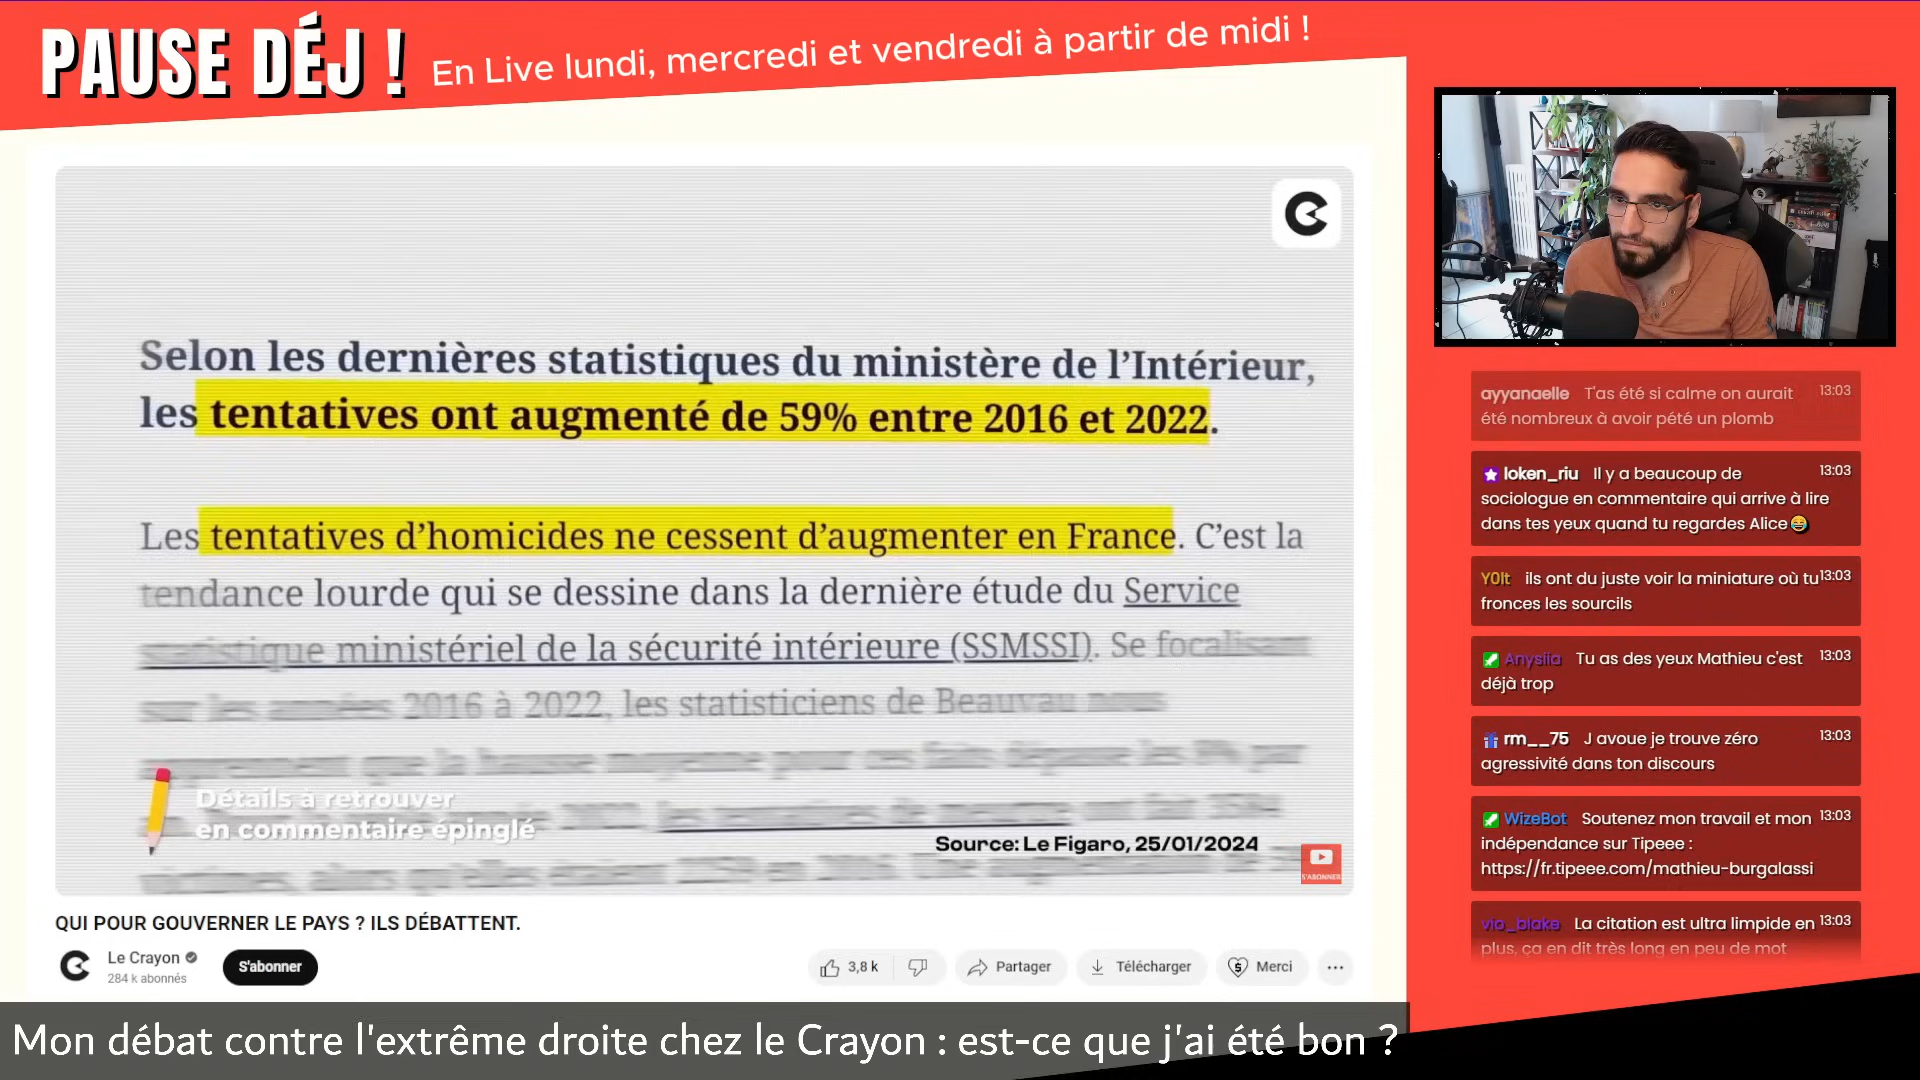 PAUSE DÉJ !
En Live lundi, mercredi et vendredi à partir de midi !
Selon les dernières statistiques du ministère de l'Intérieur,
les tentatives ont augmenté de 59% entre 2016 et 2022.
Les tentatives d'homicides ne cessent d'augmenter en France. C'est la
tendance lourde qui se dessine dans la dernière étude du Service
statistique ministériel de la sécurité intérieure (SSMSSI). Se focalisant
sur les années 2016 à 2022, les statisticiens de Beauvau nous
Détails à retrouver
en commentaire épinglé
Source: Le Figaro, 25/01/2024
S'ABONNER
QUI POUR GOUVERNER LE PAYS ? ILS DÉBATTENT.
Le Crayon
284 k abonnés
S'abonner
3,8 k
Partager
Télécharger
Merci
ayyanaelle T'as été si calme on aurait 13:03
été nombreux à avoir pété un plomb
loken_riu Il y a beaucoup de 13:03
sociologue en commentaire qui arrive à lire
dans tes yeux quand tu regardes Alice😂
Y0lt ils ont du juste voir la miniature où tu 13:03
fronces les sourcils
Anysiia Tu as des yeux Mathieu c'est 13:03
déjà trop
rm__75 J avoue je trouve zéro 13:03
agressivité dans ton discours
WizeBot Soutenez mon travail et mon 13:03
indépendance sur Tipeee :
https://fr.tipeee.com/mathieu-burgalassi
vio_blake La citation est ultra limpide en 13:03
plus, ça en dit très long en peu de mot
Mon débat contre l'extrême droite chez le Crayon : est-ce que j'ai été bon ?